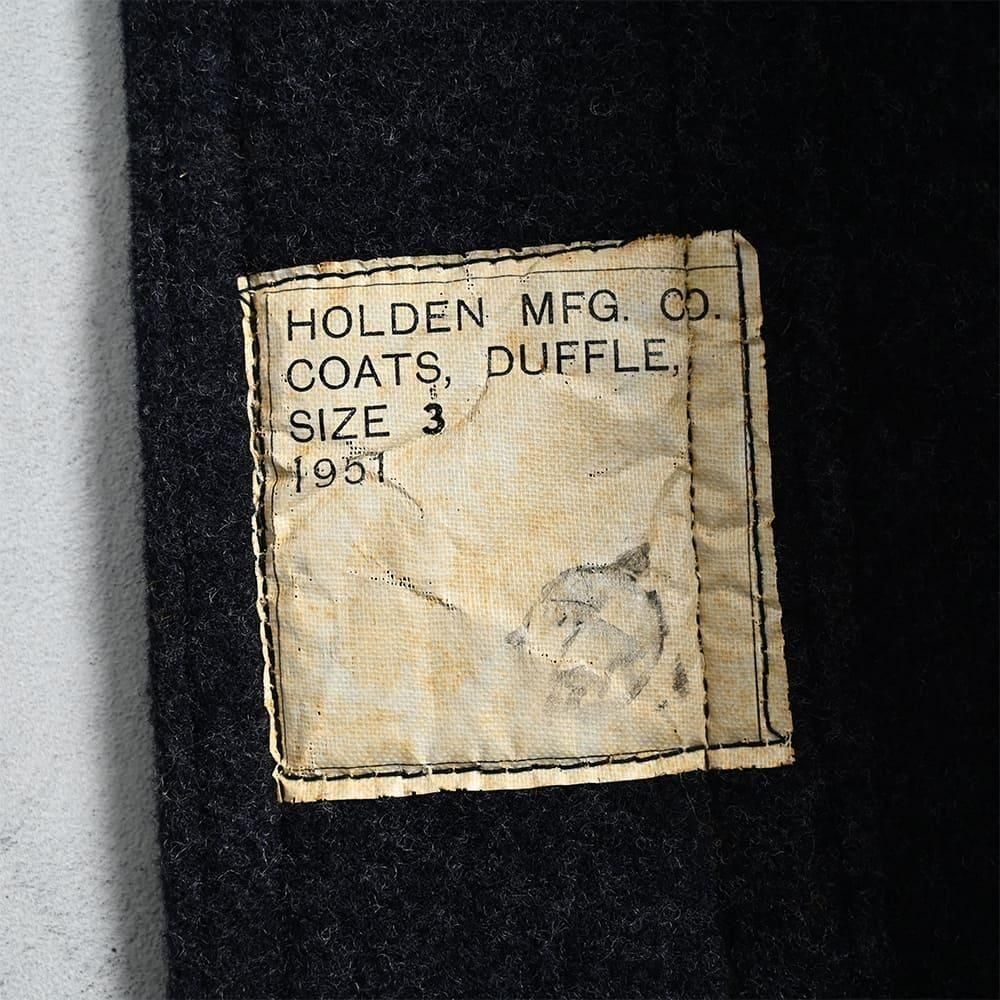 HOLDEN MFG. CO.
COATS, DUFFLE,
SIZE 3
1951